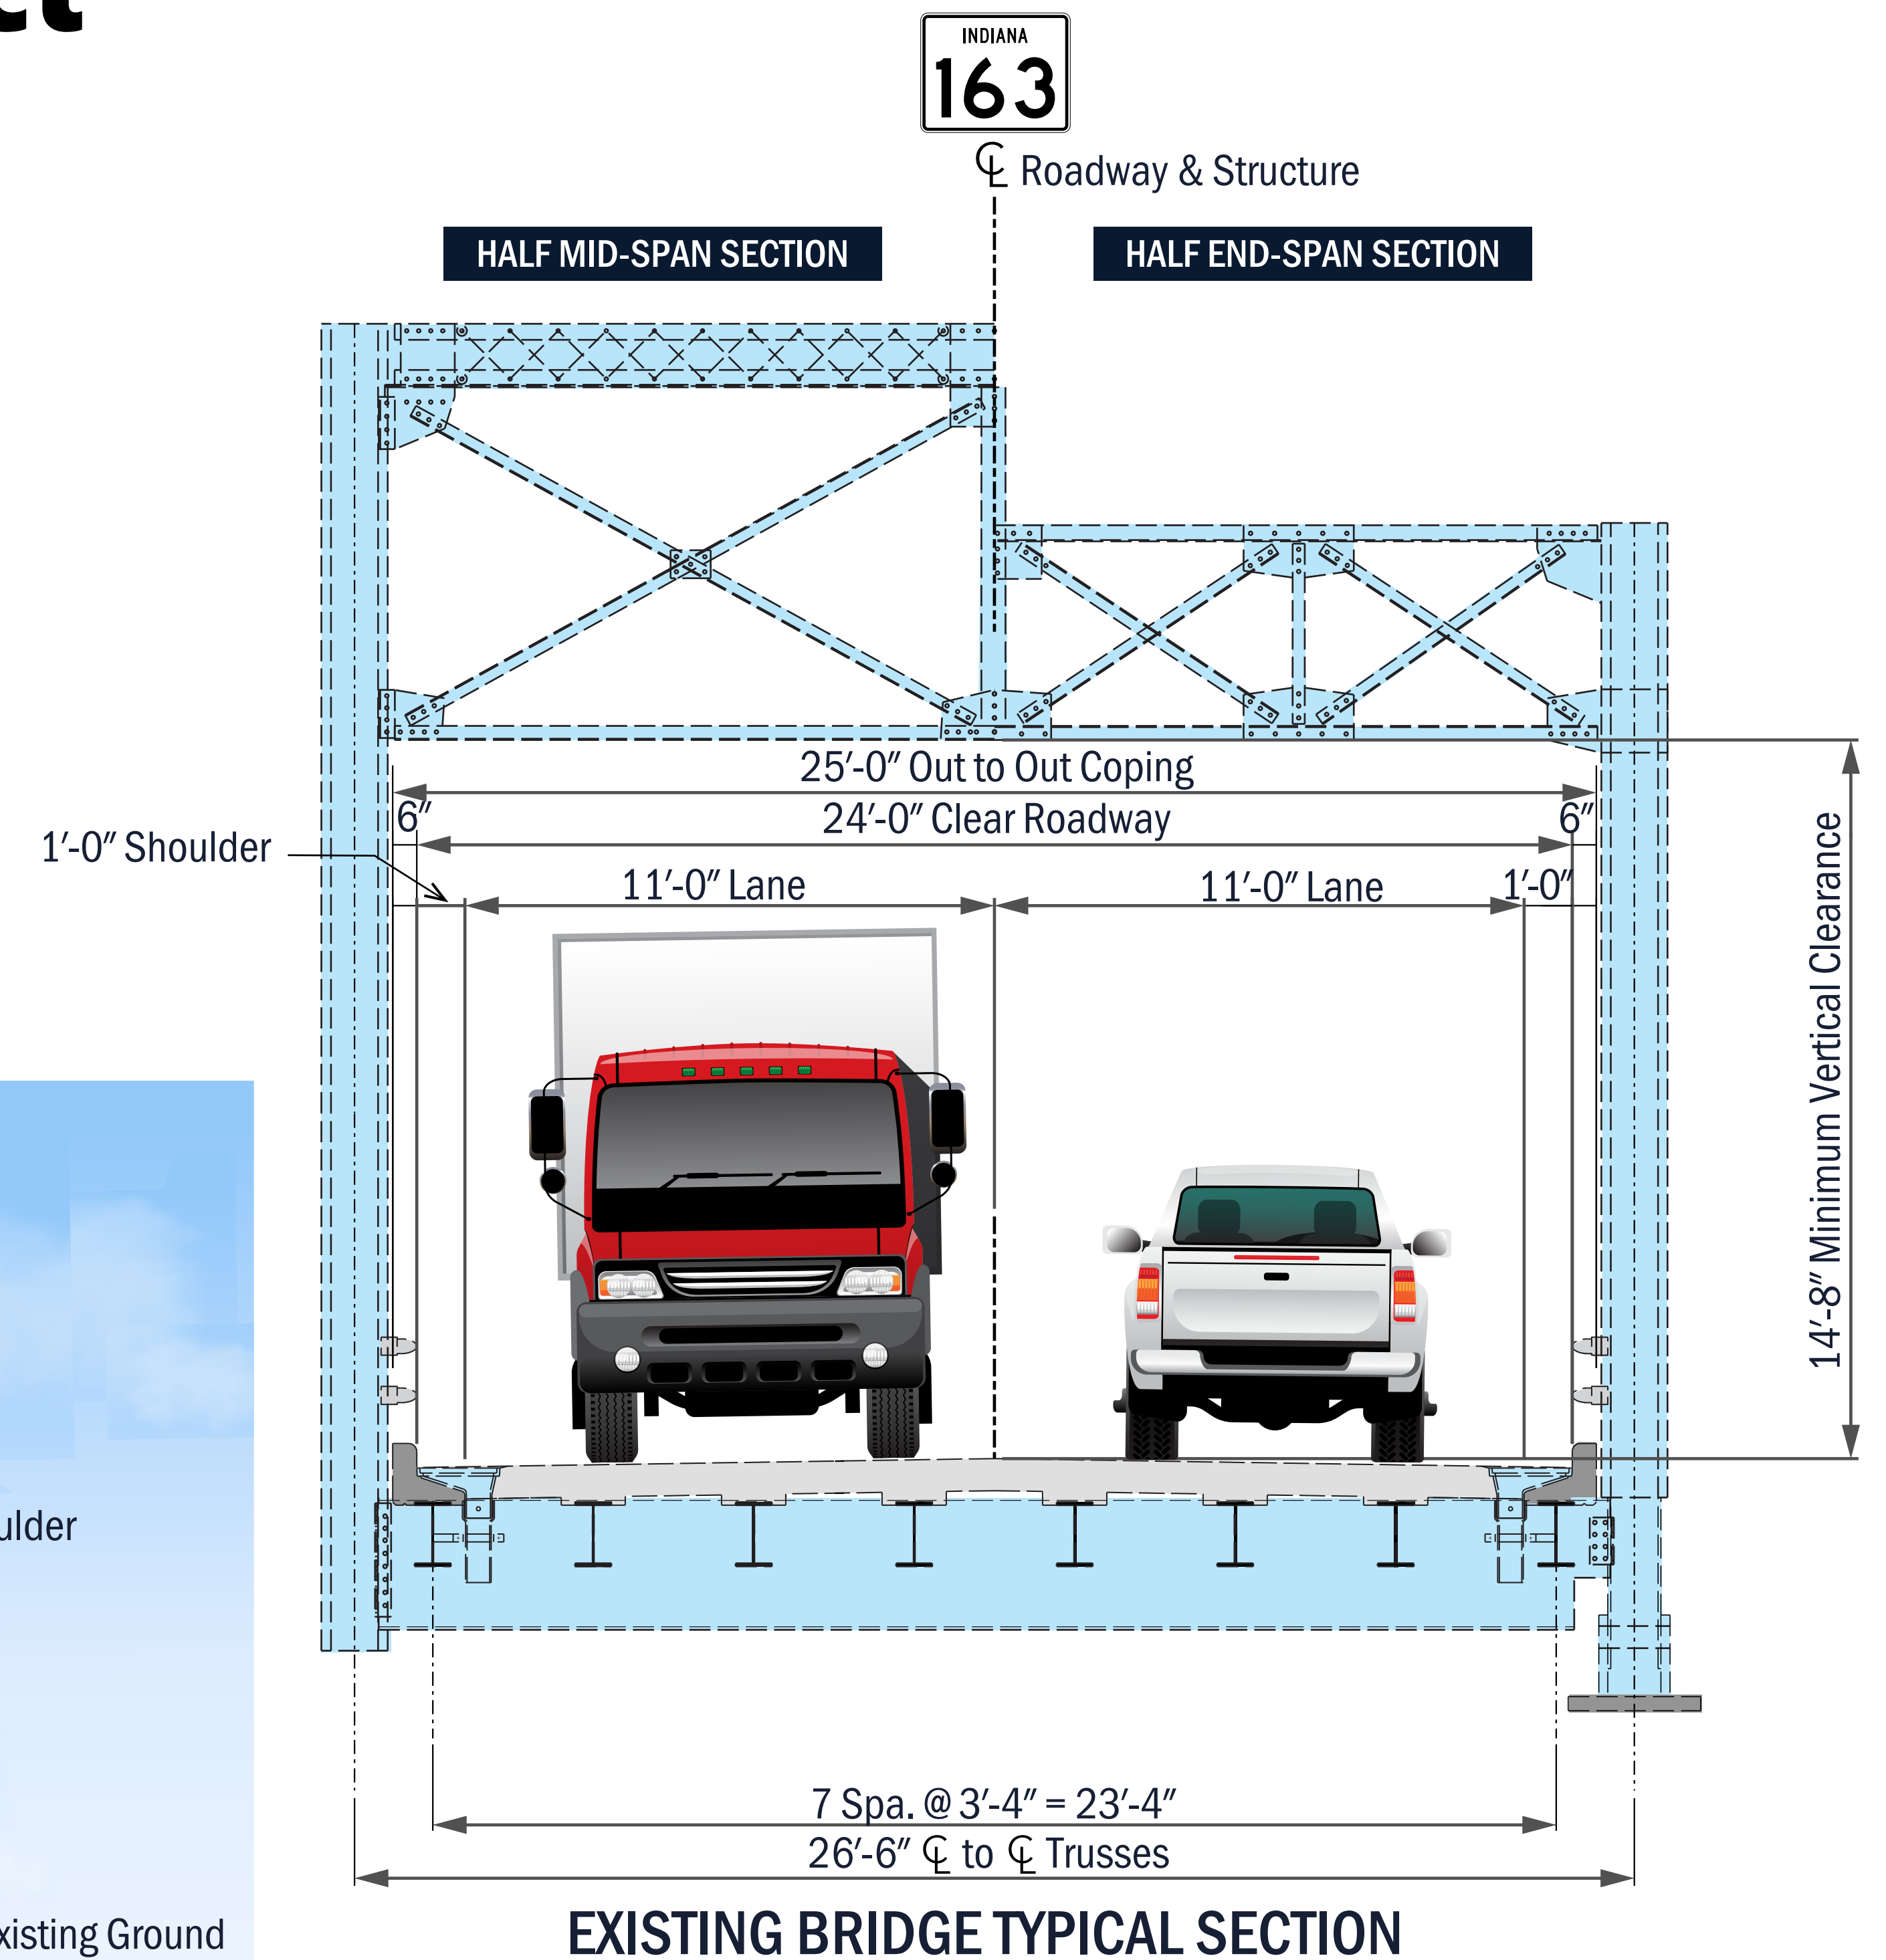 INDIANA
163
℄ Roadway & Structure
HALF MID-SPAN SECTION
HALF END-SPAN SECTION
25′-0″ Out to Out Coping
6″
24′-0″ Clear Roadway
6″
1′-0″ Shoulder
11′-0″ Lane
11′-0″ Lane
1′-0″
14′-8″ Minimum Vertical Clearance
ulder
7 Spa. @ 3′-4″ = 23′-4″
26′-6″ ℄ to ℄ Trusses
xisting Ground
EXISTING BRIDGE TYPICAL SECTION